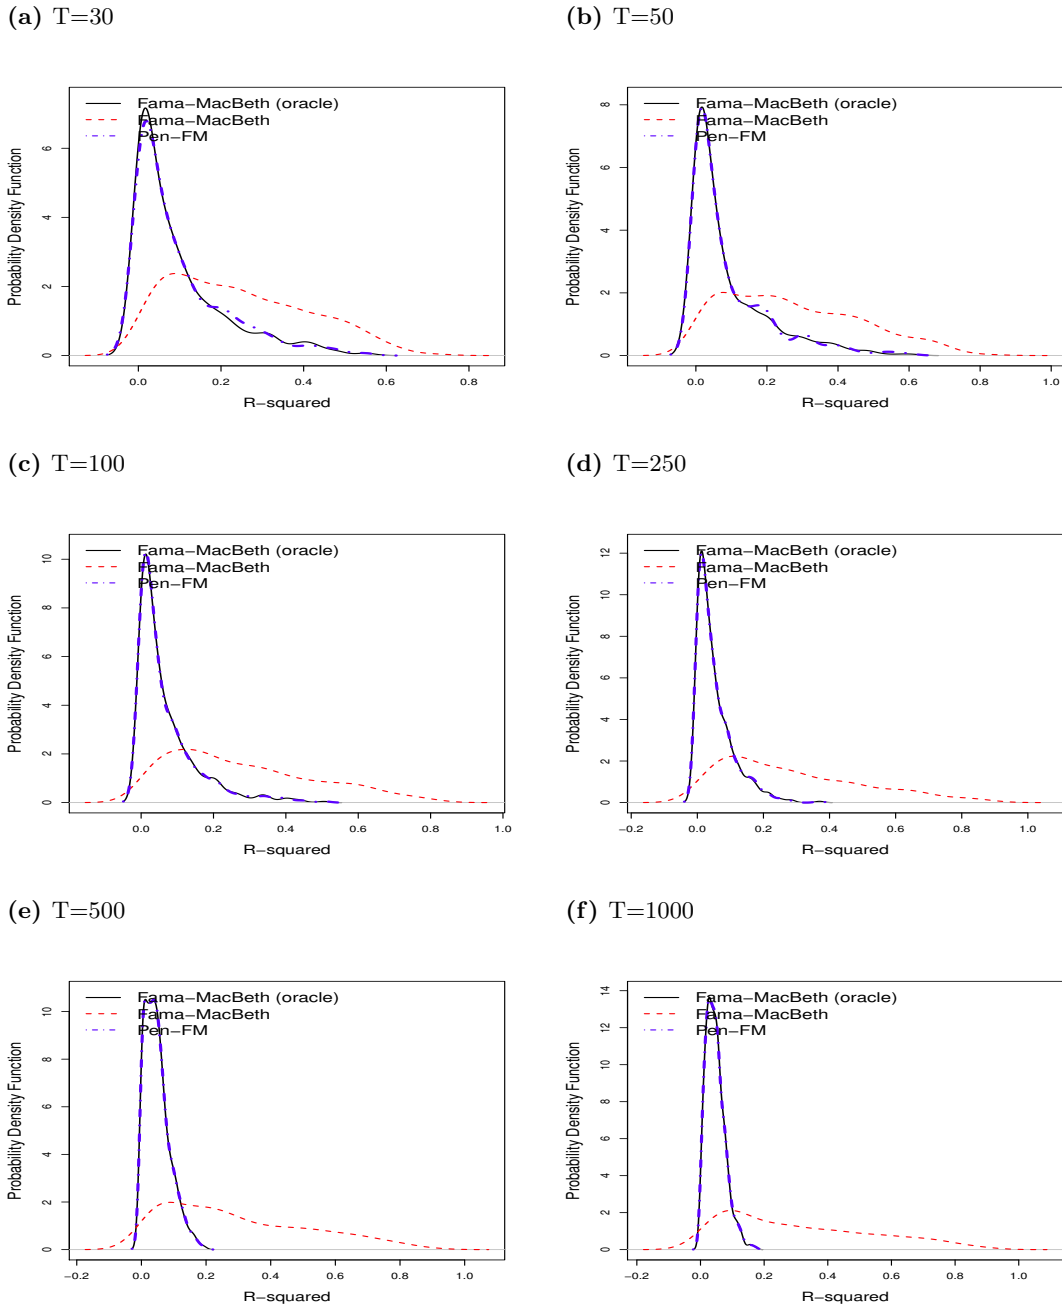 (a) T=30
Fama−MacBeth (oracle)
Fama−MacBeth
Pen−FM
Probability Density Function
0 2 4 6
0.0 0.2 0.4 0.6 0.8
R−squared
(b) T=50
Fama−MacBeth (oracle)
Fama−MacBeth
Pen−FM
Probability Density Function
0 2 4 6 8
0.0 0.2 0.4 0.6 0.8 1.0
R−squared
(c) T=100
Fama−MacBeth (oracle)
Fama−MacBeth
Pen−FM
Probability Density Function
0 2 4 6 8 10
0.0 0.2 0.4 0.6 0.8 1.0
R−squared
(d) T=250
Fama−MacBeth (oracle)
Fama−MacBeth
Pen−FM
Probability Density Function
0 2 4 6 8 10 12
−0.2 0.0 0.2 0.4 0.6 0.8 1.0
R−squared
(e) T=500
Fama−MacBeth (oracle)
Fama−MacBeth
Pen−FM
Probability Density Function
0 2 4 6 8 10
−0.2 0.0 0.2 0.4 0.6 0.8 1.0
R−squared
(f) T=1000
Fama−MacBeth (oracle)
Fama−MacBeth
Pen−FM
Probability Density Function
0 2 4 6 8 10 12 14
−0.2 0.0 0.2 0.4 0.6 0.8 1.0
R−squared